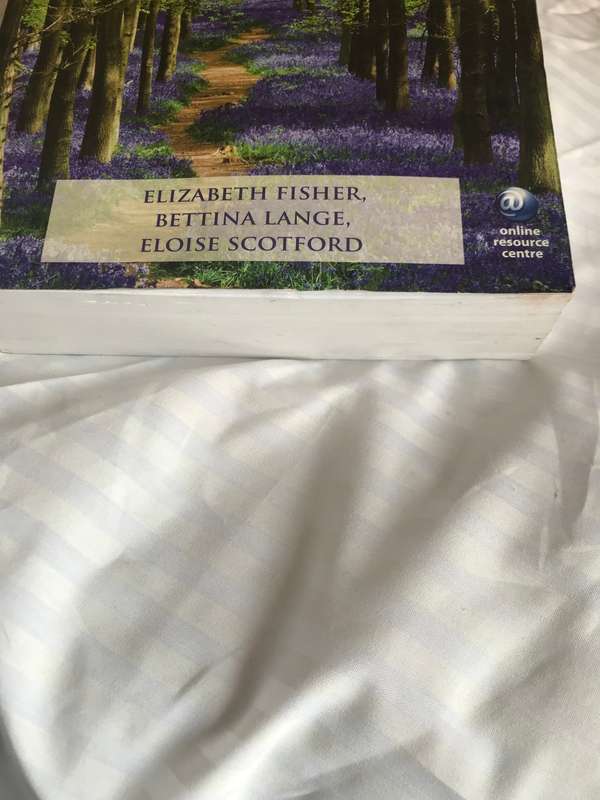 ELIZABETH FISHER,
BETTINA LANGE,
ELOISE SCOTFORD
@
online
resource
centre